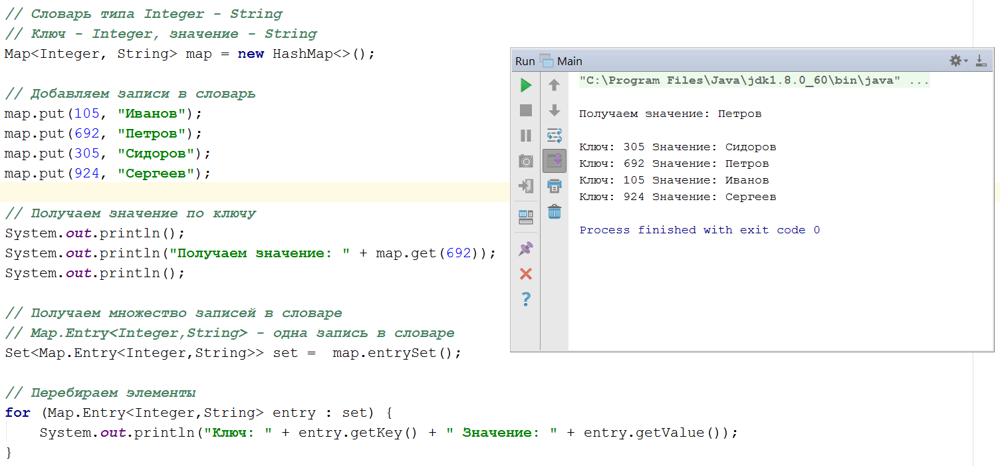 // Словарь типа Integer - String
// Ключ - Integer, значение - String
Map<Integer, String> map = new HashMap<>();
// Добавляем записи в словарь
map.put(105, "Иванов");
map.put(692, "Петров");
map.put(305, "Сидоров");
map.put(924, "Сергеев");
// Получаем значение по ключу
System.out.println();
System.out.println("Получаем значение: " + map.get(692));
System.out.println();
// Получаем множество записей в словаре
// Map.Entry<Integer,String> - одна запись в словаре
Set<Map.Entry<Integer,String>> set =  map.entrySet();
// Перебираем элементы
for (Map.Entry<Integer,String> entry : set) {
    System.out.println("Ключ: " + entry.getKey() + " Значение: " + entry.getValue());
}
Run Main
"C:\Program Files\Java\jdk1.8.0_60\bin\java" ...
Получаем значение: Петров
Ключ: 305 Значение: Сидоров
Ключ: 692 Значение: Петров
Ключ: 105 Значение: Иванов
Ключ: 924 Значение: Сергеев
Process finished with exit code 0